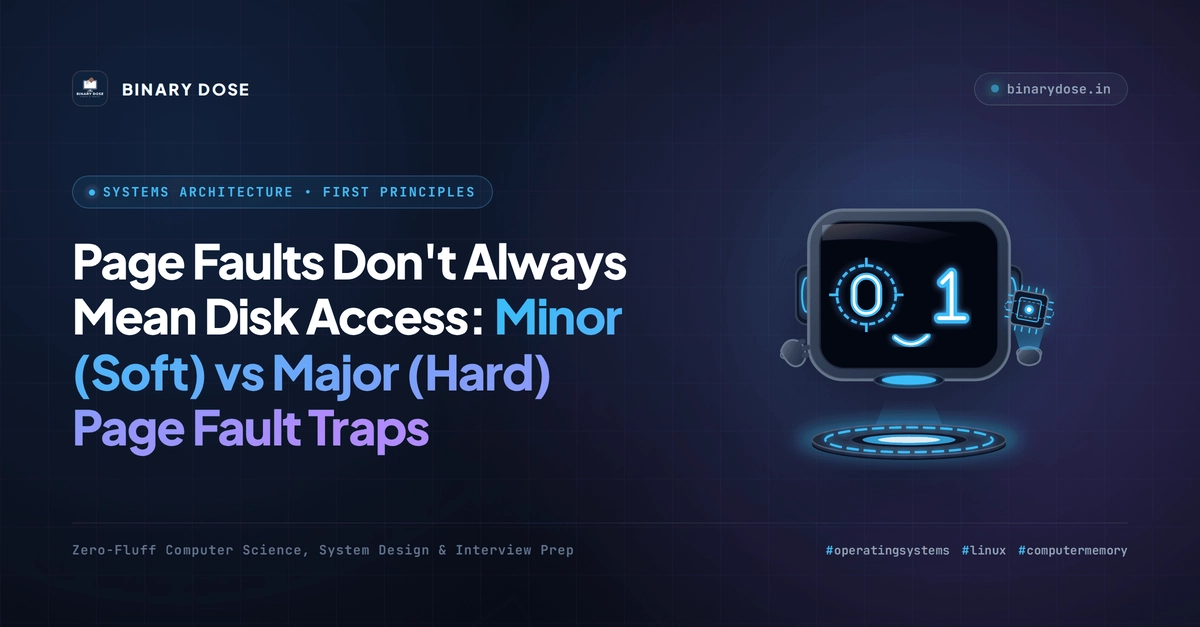 BINARY DOSE
binarydose.in
SYSTEMS ARCHITECTURE • FIRST PRINCIPLES
Page Faults Don't Always
Mean Disk Access: Minor
(Soft) vs Major (Hard)
Page Fault Traps
0 1
Zero-Fluff Computer Science, System Design & Interview Prep
#operatingsystems #linux #computermemory